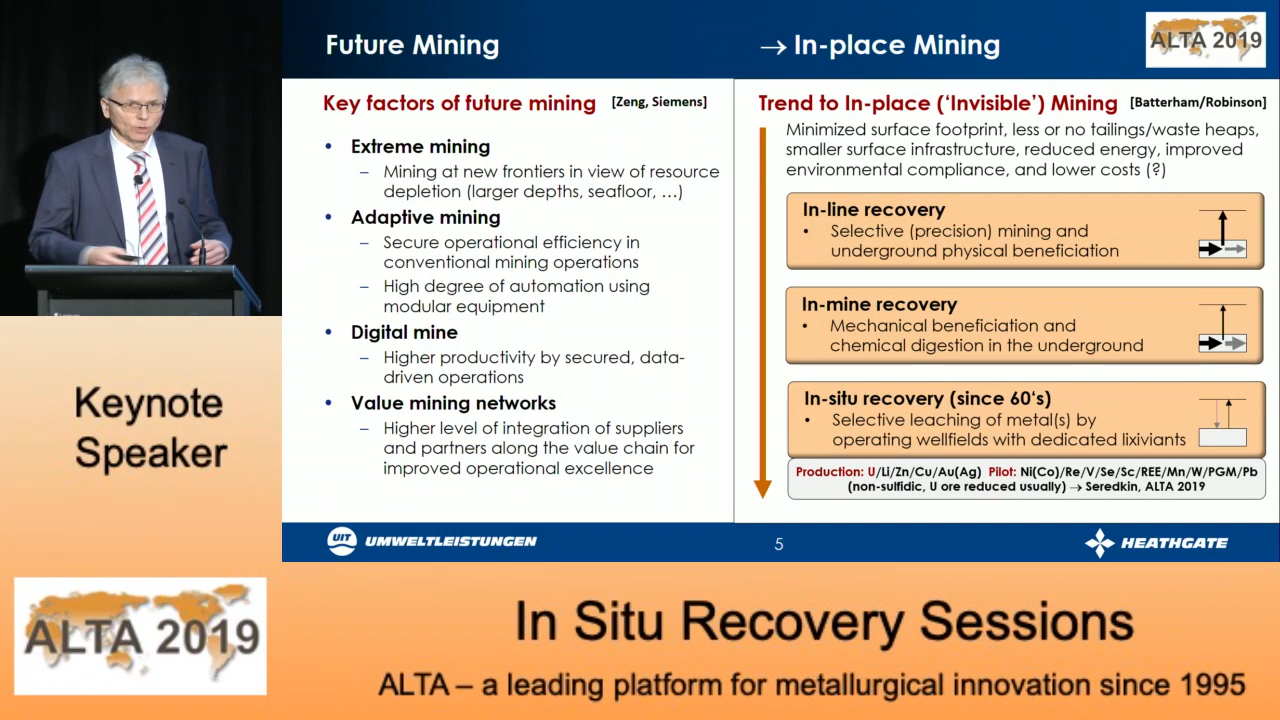 Future Mining
→ In-place Mining
ALTA 2019
Key factors of future mining [Zeng, Siemens]
• Extreme mining
– Mining at new frontiers in view of resource
depletion (larger depths, seafloor, ...)
• Adaptive mining
– Secure operational efficiency in
conventional mining operations
– High degree of automation using
modular equipment
• Digital mine
– Higher productivity by secured, data-
driven operations
• Value mining networks
– Higher level of integration of suppliers
and partners along the value chain for
improved operational excellence
Trend to In-place (‘Invisible’) Mining [Batterham/Robinson]
Minimized surface footprint, less or no tailings/waste heaps,
smaller surface infrastructure, reduced energy, improved
environmental compliance, and lower costs (?)
In-line recovery
• Selective (precision) mining and
underground physical beneficiation
In-mine recovery
• Mechanical beneficiation and
chemical digestion in the underground
In-situ recovery (since 60‘s)
• Selective leaching of metal(s) by
operating wellfields with dedicated lixiviants
Production: U/Li/Zn/Cu/Au(Ag) Pilot: Ni(Co)/Re/V/Se/Sc/REE/Mn/W/PGM/Pb
(non-sulfidic, U ore reduced usually) → Seredkin, ALTA 2019
UIT UMWELTLEISTUNGEN
5
HEATHGATE
Keynote
Speaker
ALTA 2019
In Situ Recovery Sessions
ALTA – a leading platform for metallurgical innovation since 1995